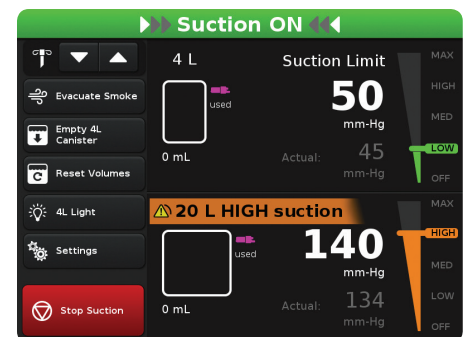 Suction ON
Evacuate Smoke
Empty 4L
Canister
Reset Volumes
4L Light
Settings
Stop Suction
4 L
used
0 mL
Suction Limit
50
mm-Hg
Actual: 45
mm-Hg
MAX
HIGH
MED
LOW
OFF
20 L HIGH suction
used
0 mL
140
mm-Hg
Actual: 134
mm-Hg
MAX
HIGH
MED
LOW
OFF